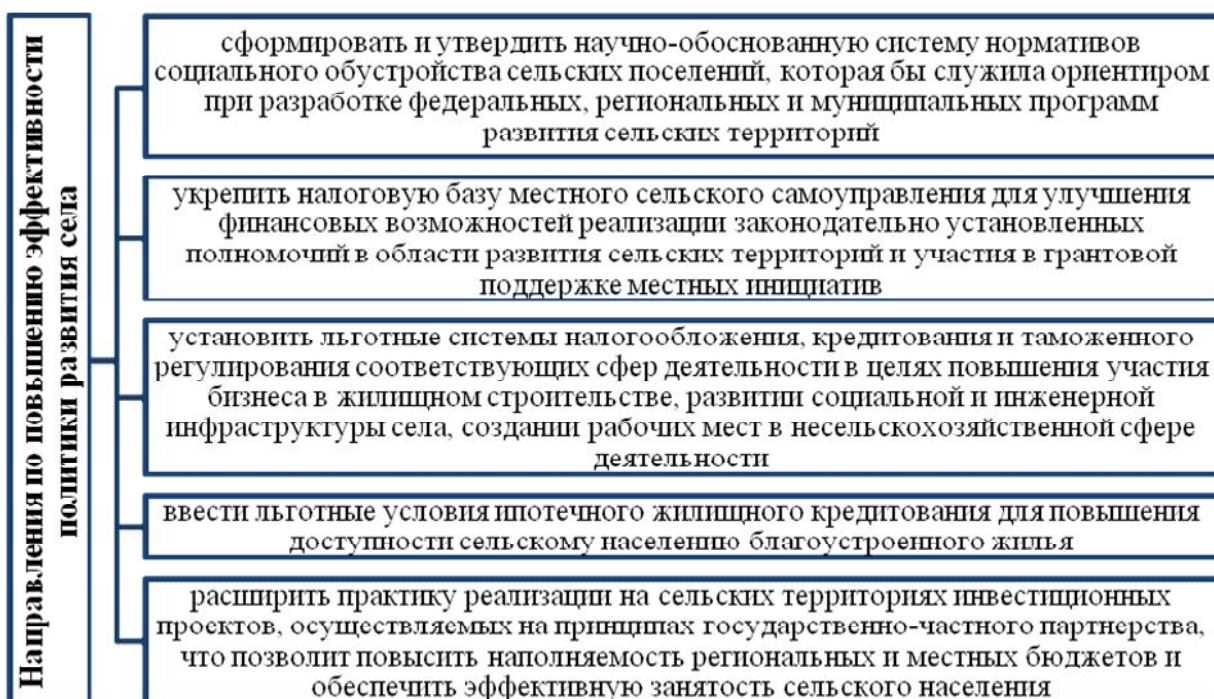 Направления по повышению эффективности
политики развития села
сформировать и утвердить научно-обоснованную систему нормативов
социального обустройства сельских поселений, которая бы служила ориентиром
при разработке федеральных, региональных и муниципальных программ
развития сельских территорий
укрепить налоговую базу местного сельского самоуправления для улучшения
финансовых возможностей реализации законодательно установленных
полномочий в области развития сельских территорий и участия в грантовой
поддержке местных инициатив
установить льготные системы налогообложения, кредитования и таможенного
регулирования соответствующих сфер деятельности в целях повышения участия
бизнеса в жилищном строительстве, развитии социальной и инженерной
инфраструктуры села, создании рабочих мест в несельскохозяйственной сфере
деятельности
ввести льготные условия ипотечного жилищного кредитования для повышения
доступности сельскому населению благоустроенного жилья
расширить практику реализации на сельских территориях инвестиционных
проектов, осуществляемых на принципах государственно-частного партнерства,
что позволит повысить наполняемость региональных и местных бюджетов и
обеспечить эффективную занятость сельского населения